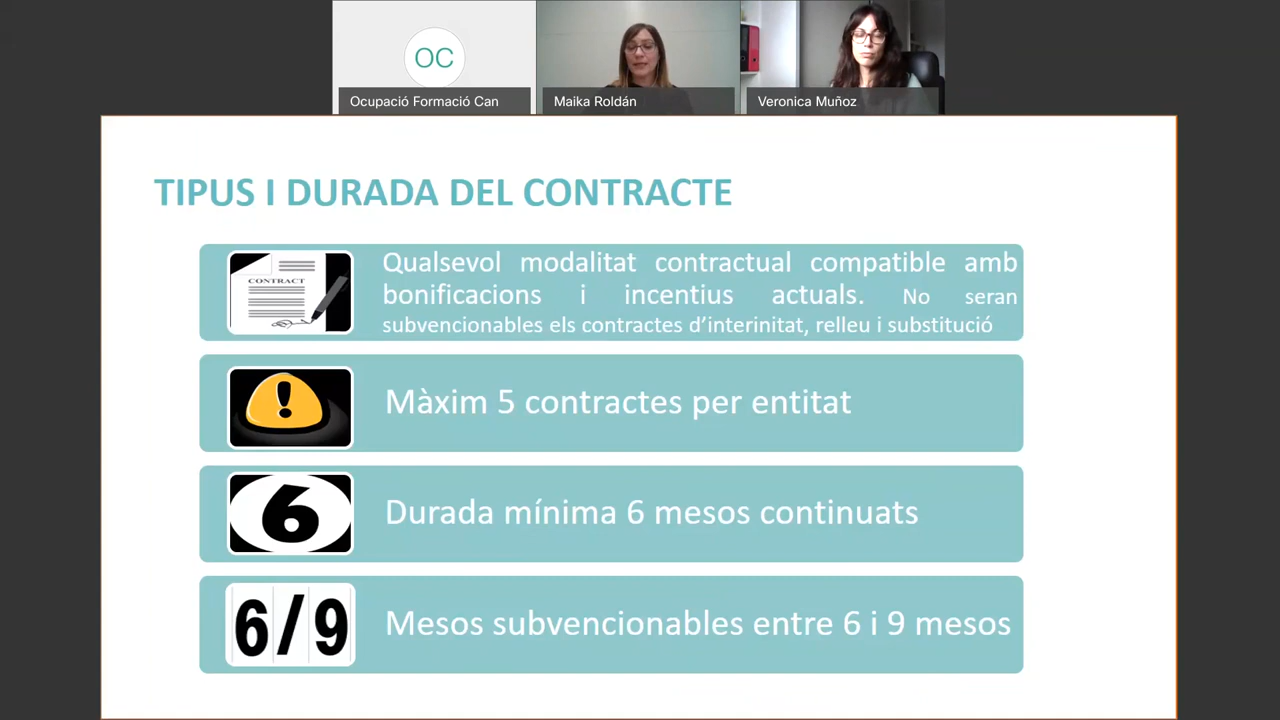 OC
Ocupació Formació Can
Maika Roldán
Veronica Muñoz
TIPUS I DURADA DEL CONTRACTE
CONTRACT
Qualsevol modalitat contractual compatible amb
bonificacions i incentius actuals. No seran
subvencionables els contractes d'interinitat, relleu i substitució
!
Màxim 5 contractes per entitat
6
Durada mínima 6 mesos continuats
6/9
Mesos subvencionables entre 6 i 9 mesos